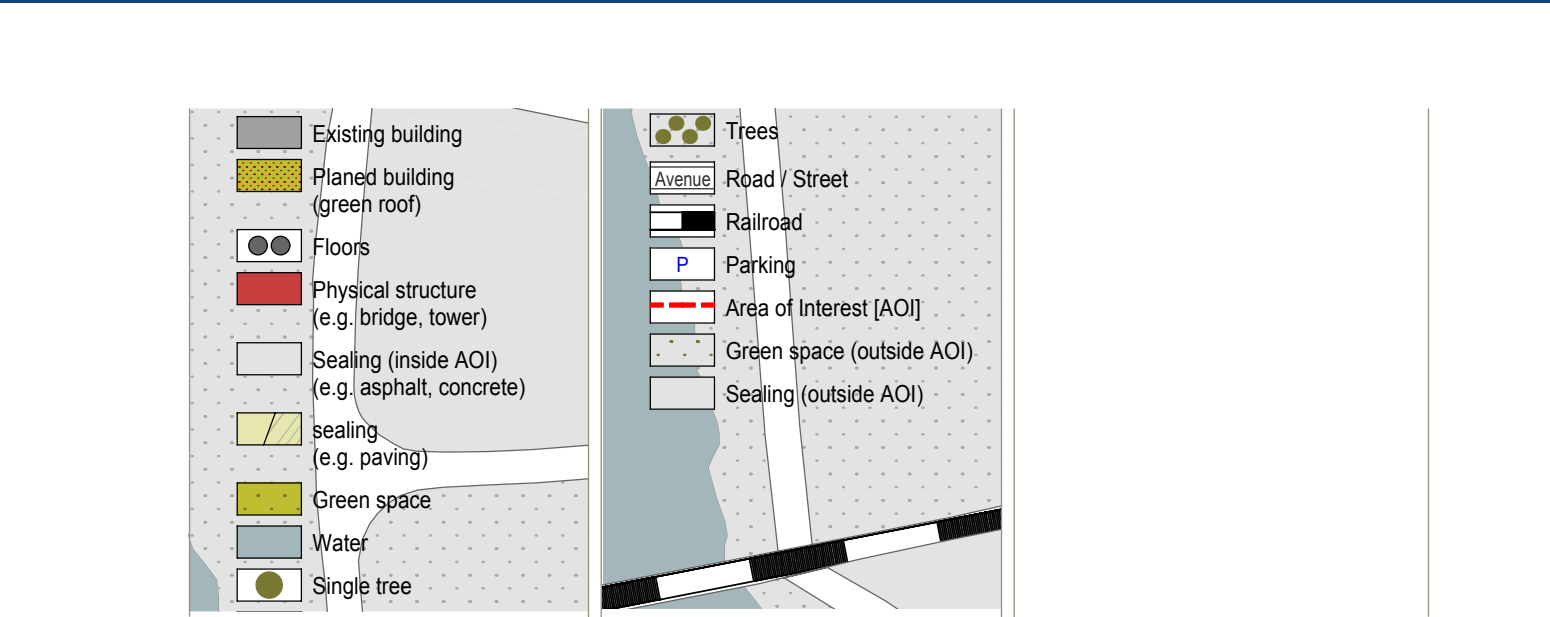 Existing building
Planed building
(green roof)
Floors
Physical structure
(e.g. bridge, tower)
Sealing (inside AOI)
(e.g. asphalt, concrete)
sealing
(e.g. paving)
Green space
Water
Single tree
Trees
Avenue Road / Street
Railroad
P Parking
Area of Interest [AOI]
Green space (outside AOI)
Sealing (outside AOI)